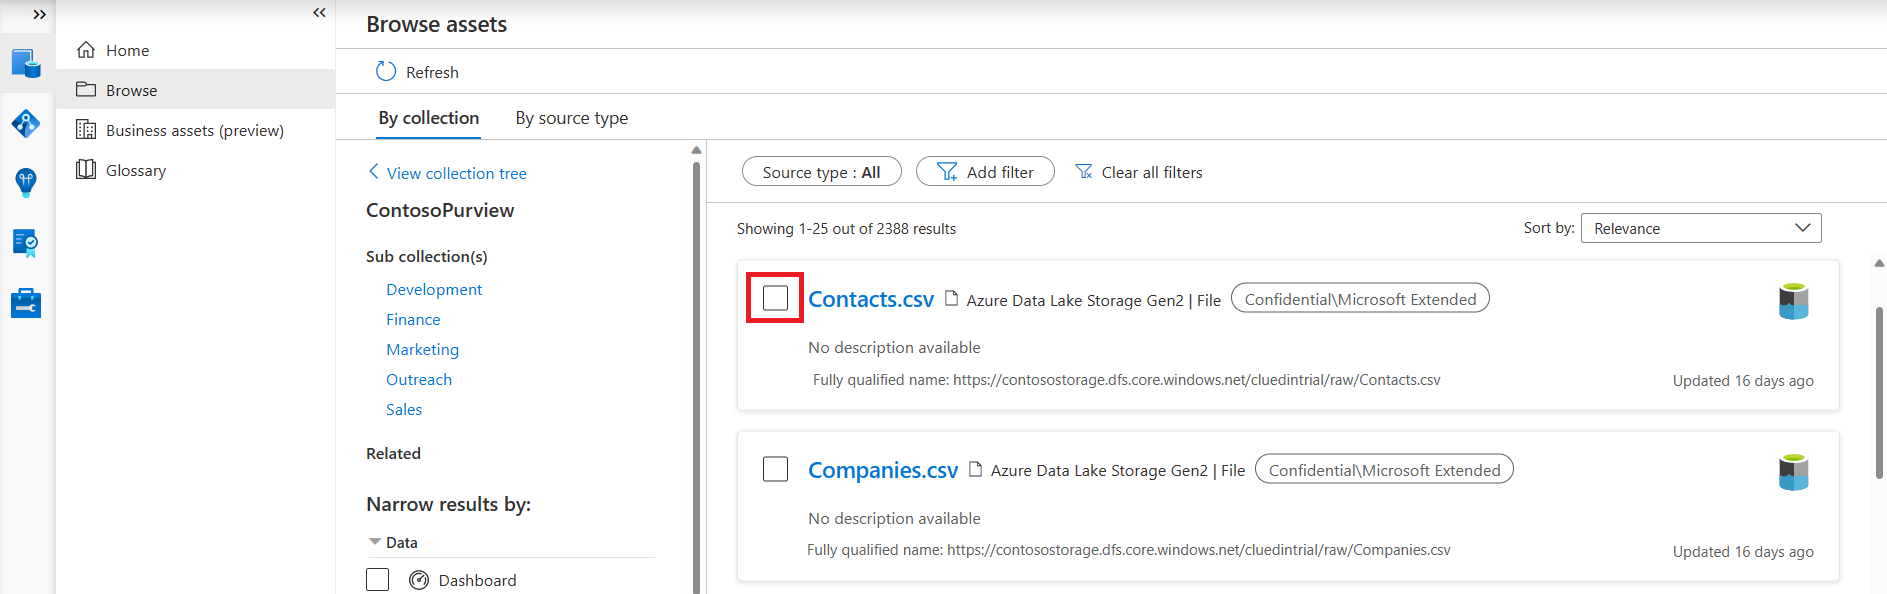 Home
Browse
Business assets (preview)
Glossary
Browse assets
Refresh
By collection By source type
View collection tree
ContosoPurview
Sub collection(s)
Development
Finance
Marketing
Outreach
Sales
Related
Narrow results by:
Data
Dashboard
Source type : All Add filter Clear all filters
Showing 1-25 out of 2388 results Sort by: Relevance
Contacts.csv Azure Data Lake Storage Gen2 | File Confidential\Microsoft Extended
No description available
Fully qualified name: https://contosostorage.dfs.core.windows.net/cluedintrial/raw/Contacts.csv Updated 16 days ago
Companies.csv Azure Data Lake Storage Gen2 | File Confidential\Microsoft Extended
No description available
Fully qualified name: https://contosostorage.dfs.core.windows.net/cluedintrial/raw/Companies.csv Updated 16 days ago